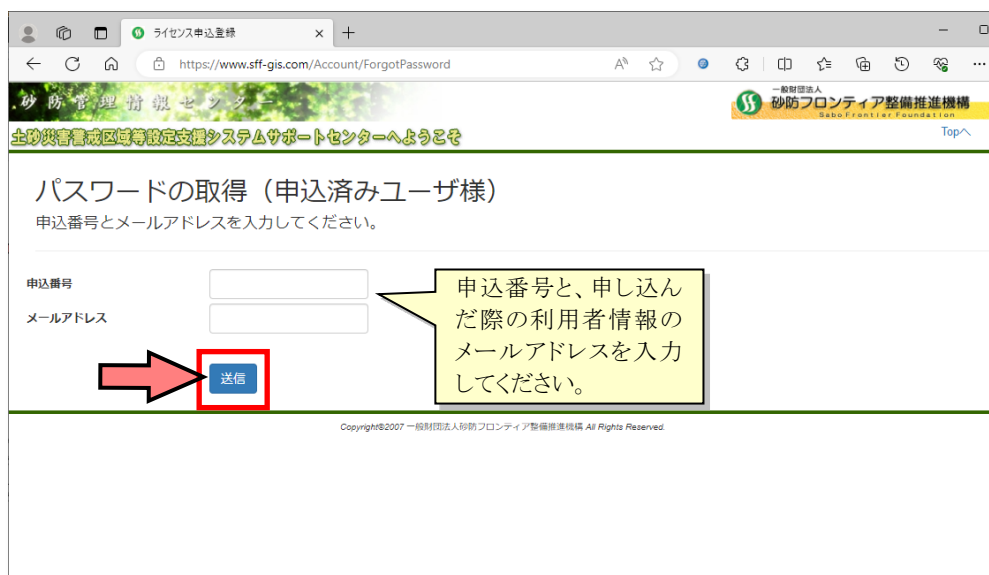 ライセンス申込登録
https://www.sff-gis.com/Account/ForgotPassword
砂防管理情報センター
一般財団法人
砂防フロンティア整備推進機構
Sabo Frontier Foundation
土砂災害警戒区域等設定支援システムサポートセンターへようこそ
Topへ
パスワードの取得（申込済みユーザ様）
申込番号とメールアドレスを入力してください。
申込番号
メールアドレス
申込番号と、申し込ん
だ際の利用者情報の
メールアドレスを入力
してください。
送信
Copyright©2007 一般財団法人砂防フロンティア整備推進機構 All Rights Reserved.